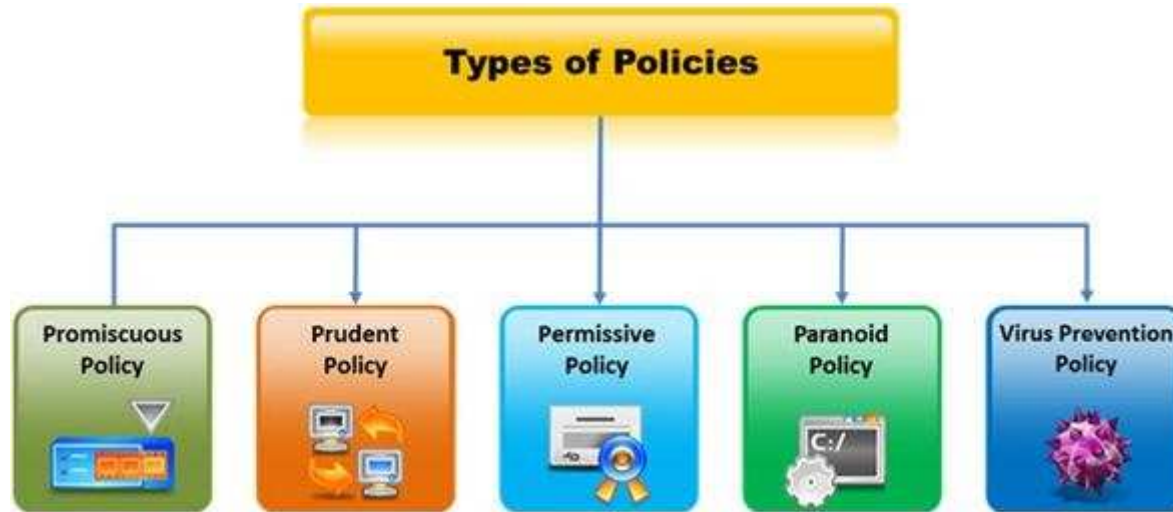 Types of Policies
Promiscuous
Policy
Prudent
Policy
Permissive
Policy
Paranoid
Policy
Virus Prevention
Policy
C:/